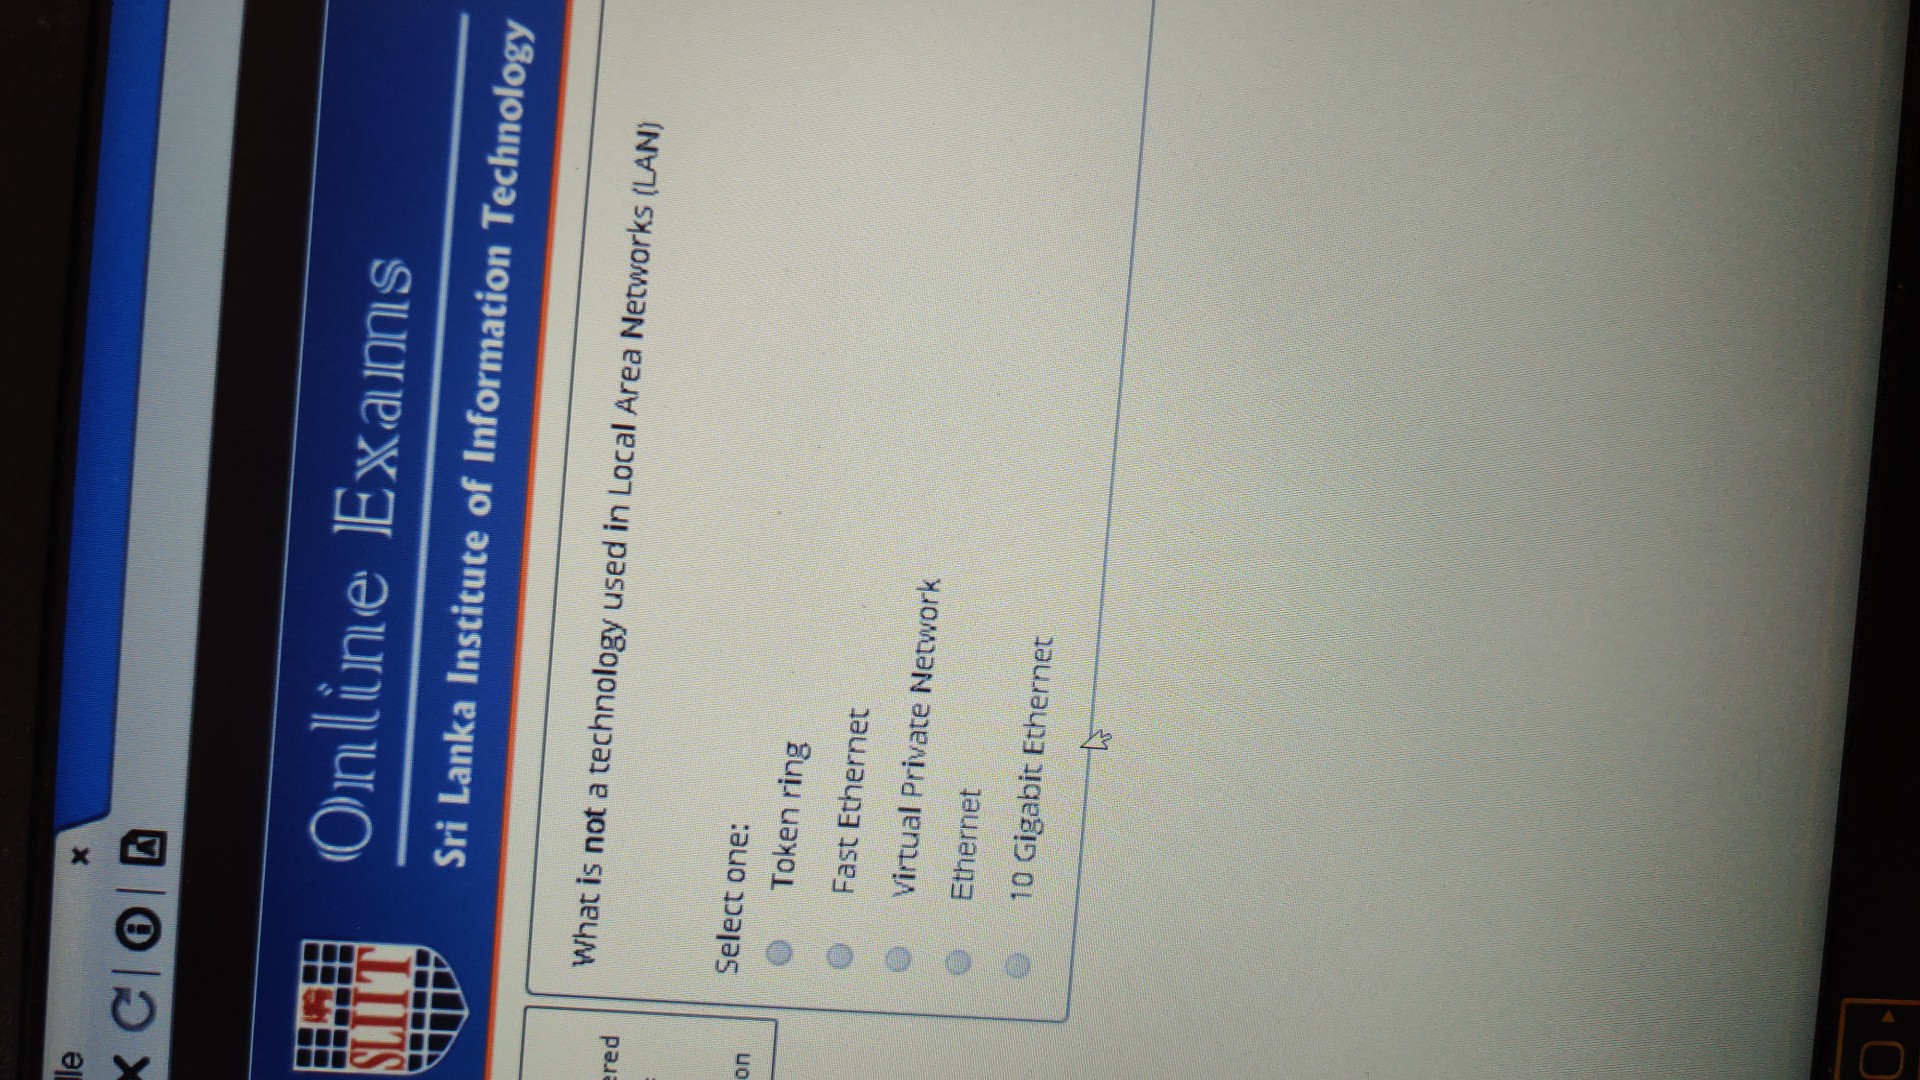 lle
SLIIT
Online Exams
Sri Lanka Institute of Information Technology
ered
on
What is not a technology used in Local Area Networks (LAN)
Select one:
Token ring
Fast Ethernet
Virtual Private Network
Ethernet
10 Gigabit Ethernet